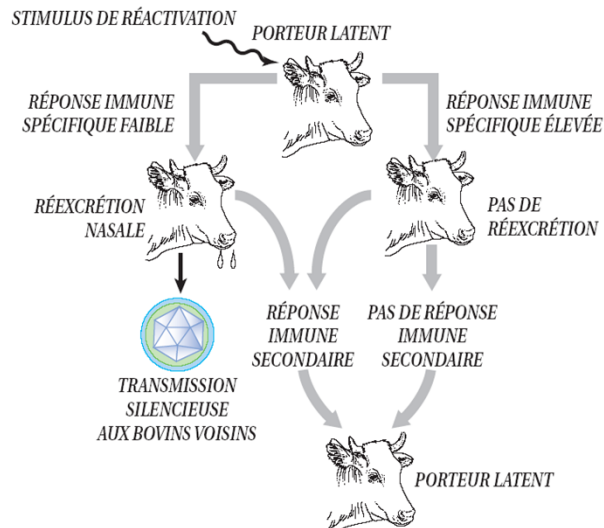 STIMULUS DE RÉACTIVATION
PORTEUR LATENT
RÉPONSE IMMUNE
SPÉCIFIQUE FAIBLE
RÉPONSE IMMUNE
SPÉCIFIQUE ÉLEVÉE
RÉEXCRÉTION
NASALE
PAS DE
RÉEXCRÉTION
RÉPONSE
IMMUNE
SECONDAIRE
PAS DE RÉPONSE
IMMUNE
SECONDAIRE
TRANSMISSION
SILENCIEUSE
AUX BOVINS VOISINS
PORTEUR LATENT